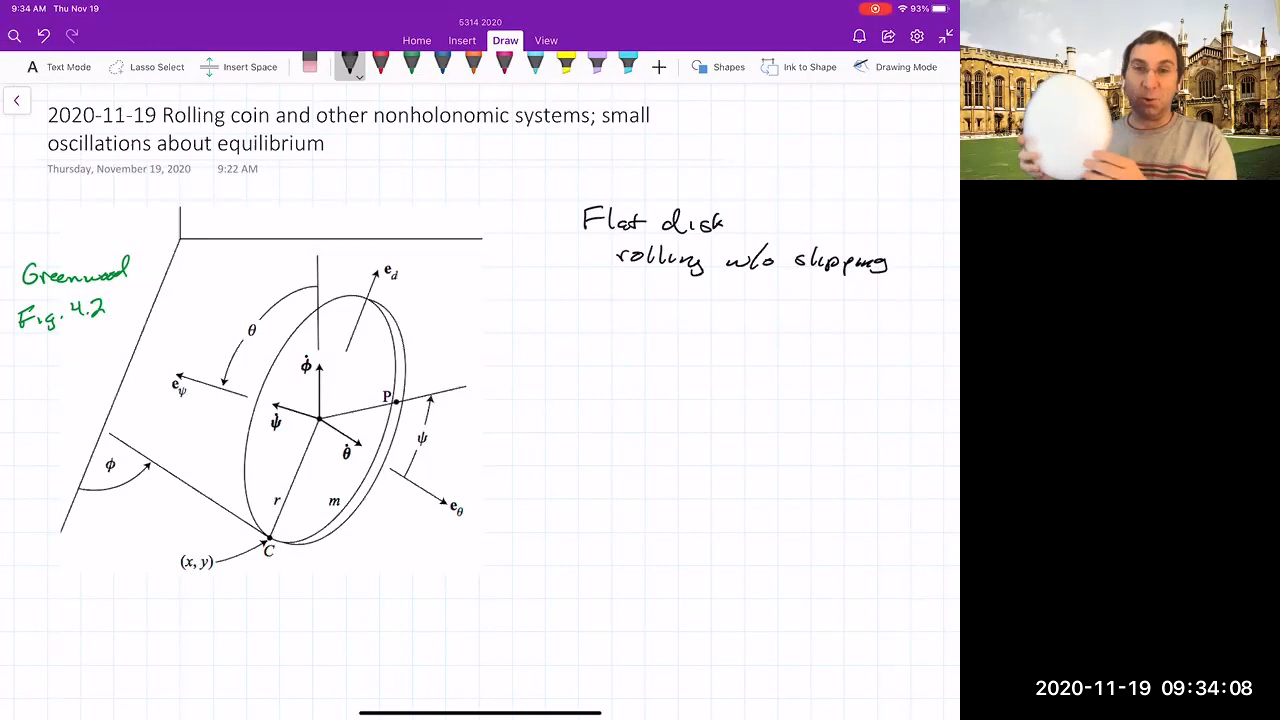 9:34 AM Thu Nov 19
93%
5314 2020
Home Insert Draw View
A Text Mode Lasso Select Insert Space Shapes Ink to Shape Drawing Mode
2020-11-19 Rolling coin and other nonholonomic systems; small
oscillations about equilibrium
Thursday, November 19, 2020 9:22 AM
Greenwood
Fig. 4.2
Flat disk
rolling w/o slipping
e_d
θ
e_ψ
ϕ̇
P
ψ̇
θ̇
ψ
ϕ
r
m
e_θ
C
(x, y)
2020-11-19 09:34:08